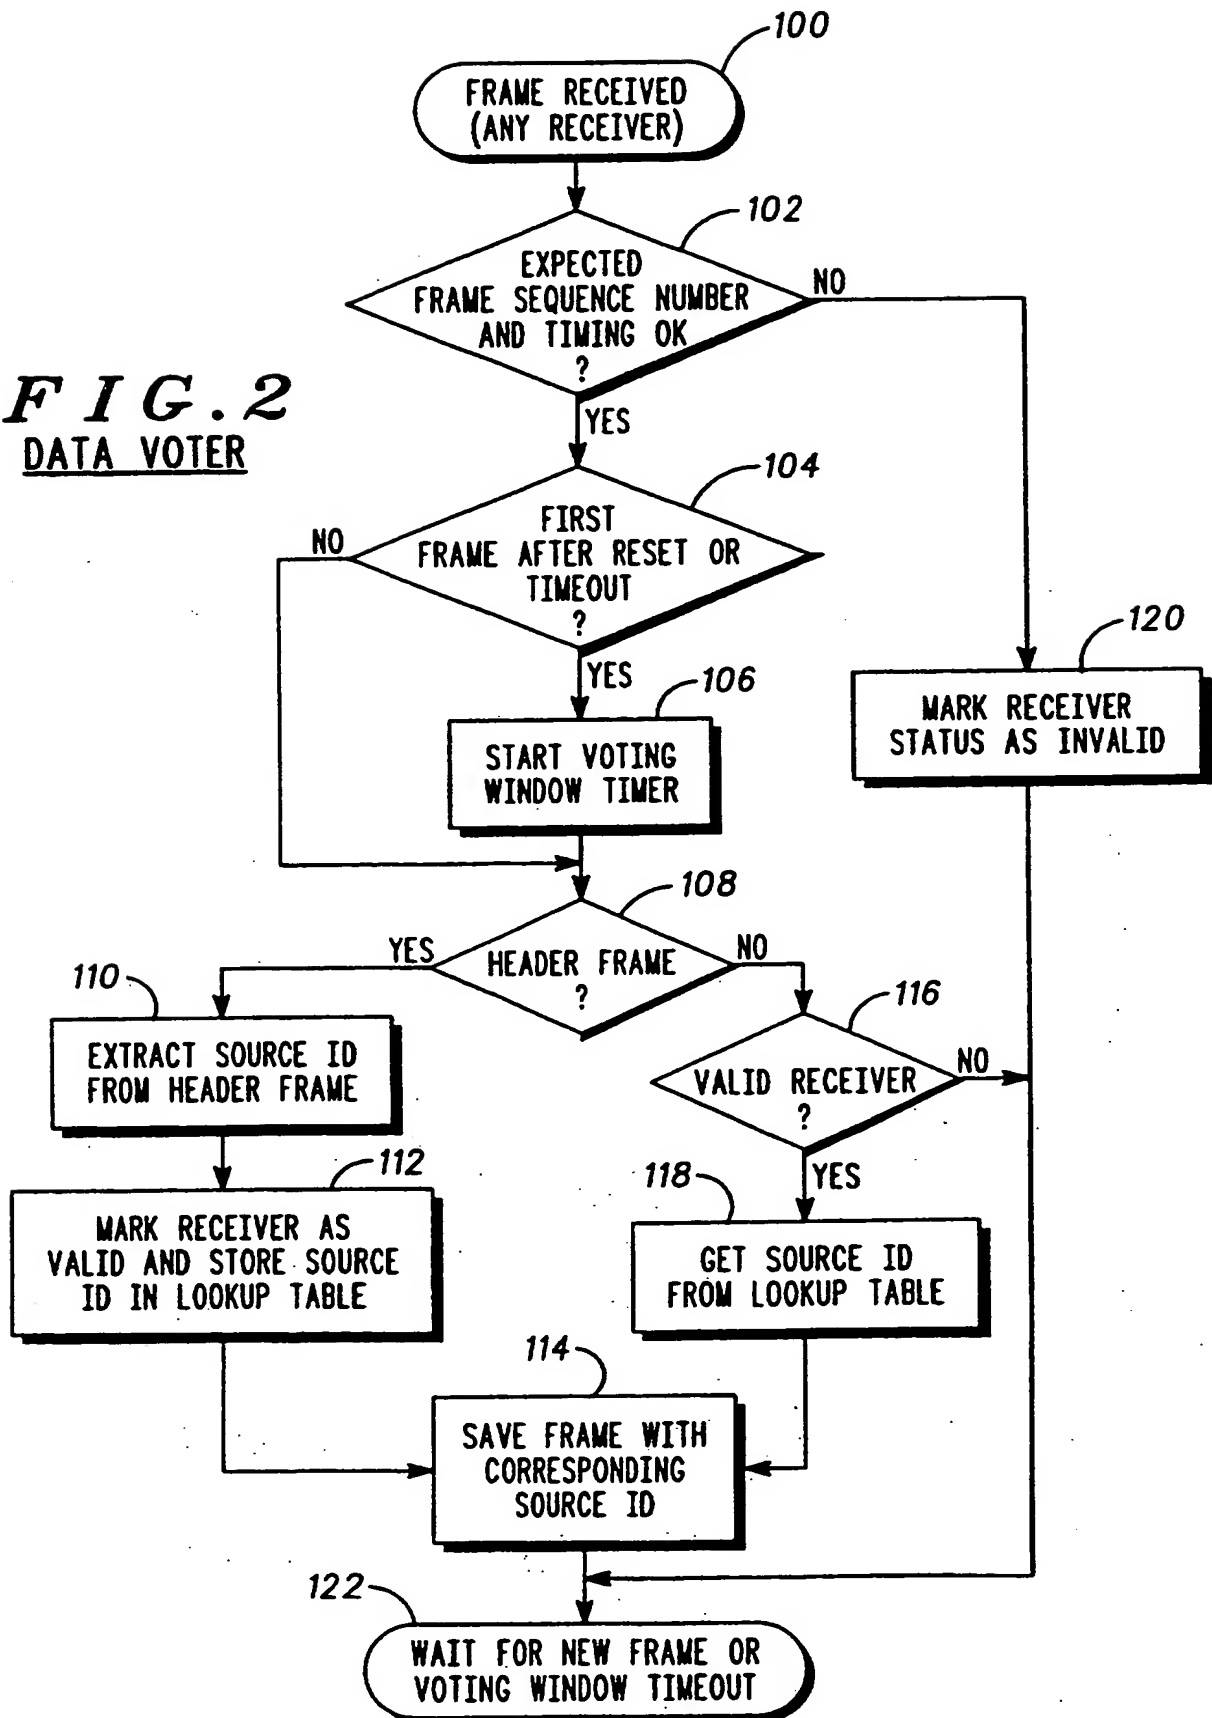 100
FRAME RECEIVED
(ANY RECEIVER)
102
EXPECTED
FRAME SEQUENCE NUMBER
AND TIMING OK
?
NO
YES
FIG. 2
DATA VOTER
104
FIRST
FRAME AFTER RESET OR
TIMEOUT
?
NO
YES
106
START VOTING
WINDOW TIMER
120
MARK RECEIVER
STATUS AS INVALID
108
HEADER FRAME
?
YES
NO
110
EXTRACT SOURCE ID
FROM HEADER FRAME
116
VALID RECEIVER
?
NO
YES
112
MARK RECEIVER AS
VALID AND STORE SOURCE
ID IN LOOKUP TABLE
118
GET SOURCE ID
FROM LOOKUP TABLE
114
SAVE FRAME WITH
CORRESPONDING
SOURCE ID
122
WAIT FOR NEW FRAME OR
VOTING WINDOW TIMEOUT